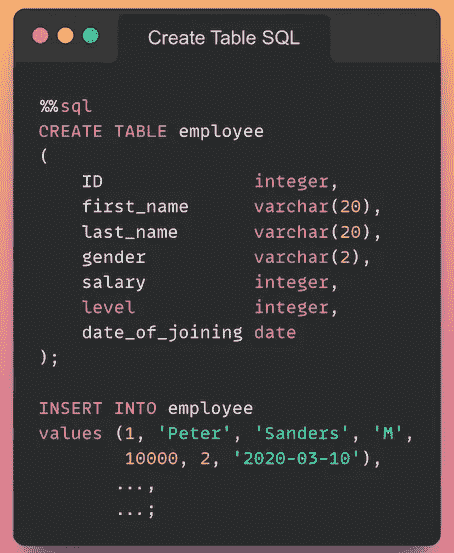 Create Table SQL
%%sql
CREATE TABLE employee
(
    ID              integer,
    first_name      varchar(20),
    last_name       varchar(20),
    gender          varchar(2),
    salary          integer,
    level           integer,
    date_of_joining date
);

INSERT INTO employee
values (1, 'Peter', 'Sanders', 'M',
        10000, 2, '2020-03-10'),
       ...,
       ...;